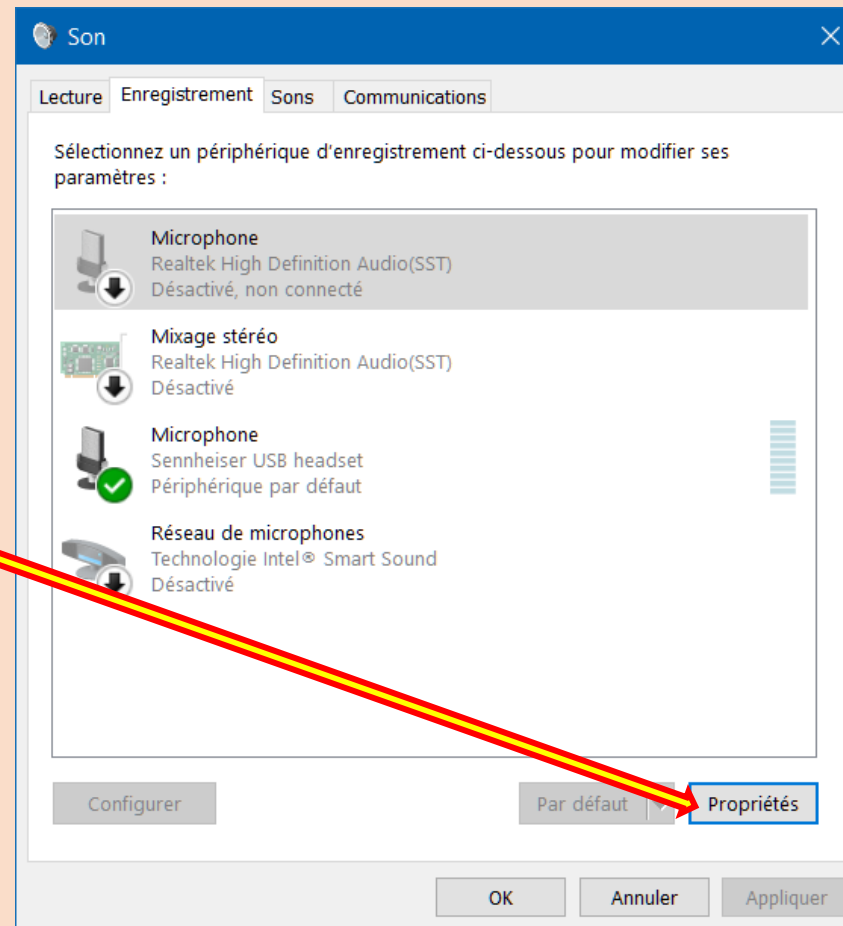 Son
Lecture Enregistrement Sons Communications
Sélectionnez un périphérique d'enregistrement ci-dessous pour modifier ses
paramètres :
Microphone
Realtek High Definition Audio(SST)
Désactivé, non connecté
Mixage stéréo
Realtek High Definition Audio(SST)
Désactivé
Microphone
Sennheiser USB headset
Périphérique par défaut
Réseau de microphones
Technologie Intel® Smart Sound
Désactivé
Configurer Par défaut Propriétés
OK Annuler Appliquer